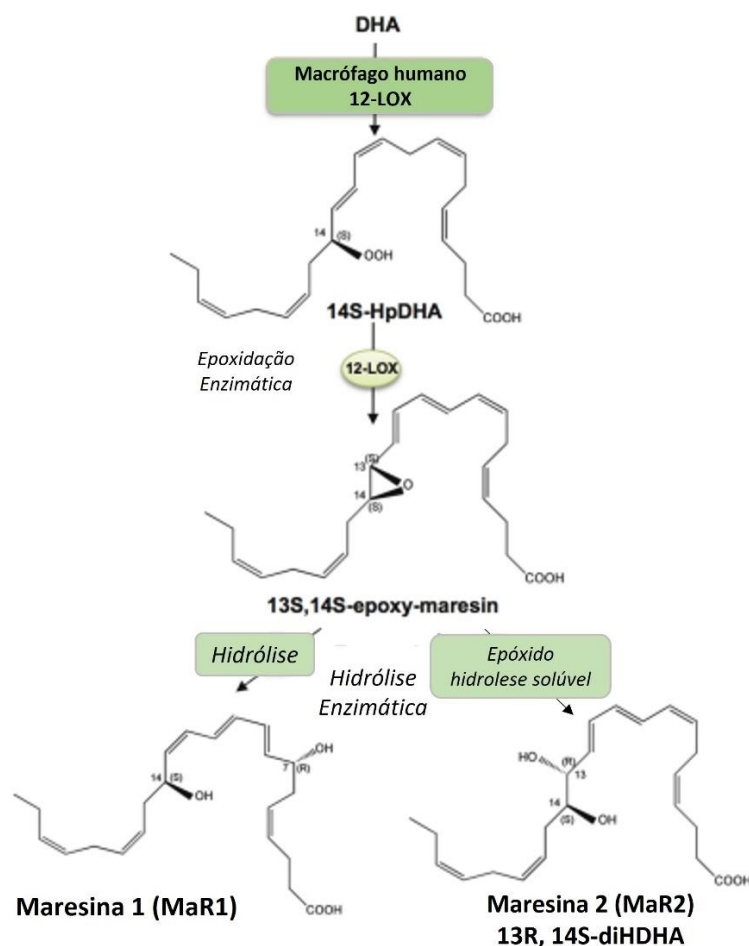 DHA
Macrófago humano
12-LOX
14
(S)
OOH
14S-HpDHA
COOH
Epoxidação
Enzimática
12-LOX
(S)
13
O
14
(S)
COOH
13S,14S-epoxy-maresin
Hidrólise
Hidrólise
Enzimática
Epóxido
hidrolese solúvel
14
(S)
OH
7
(R)
OH
COOH
Maresina 1 (MaR1)
HO
(R)
13
14
(S)
OH
COOH
Maresina 2 (MaR2)
13R, 14S-diHDHA